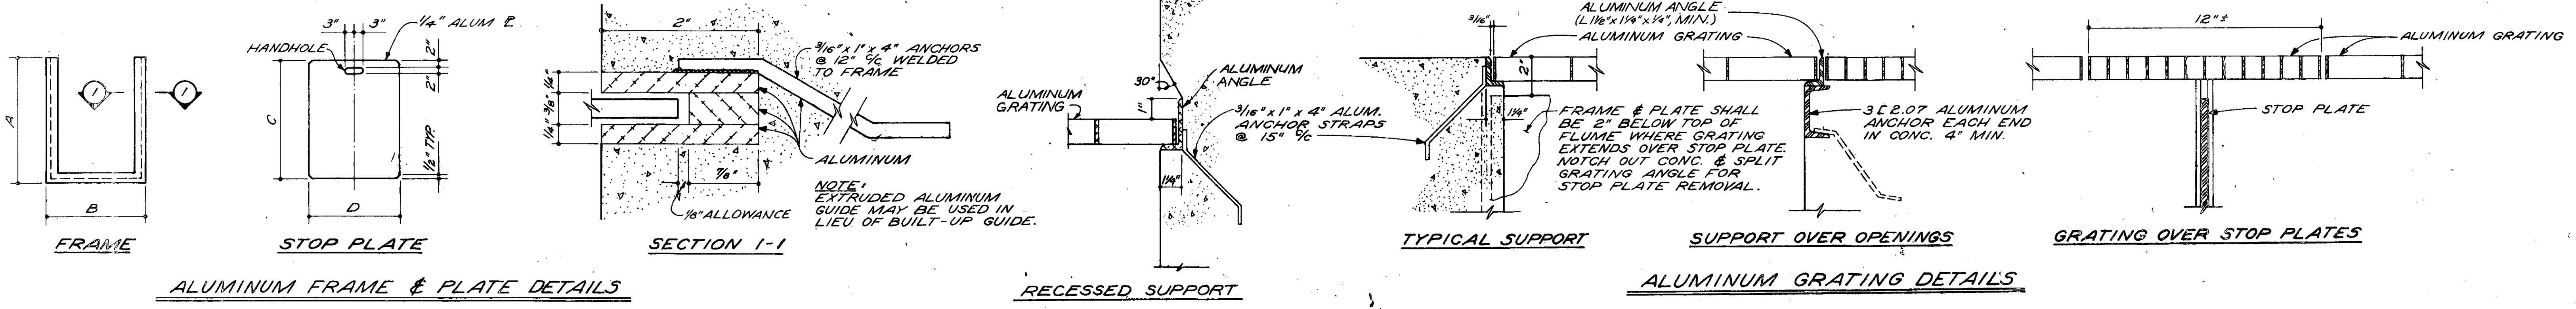 A
B
FRAME
1
1
3"
3"
1/4" ALUM ⅊
HANDHOLE
2"
2"
C
1/2" TYP.
D
STOP PLATE
ALUMINUM FRAME & PLATE DETAILS
2"
3/16" x 1" x 4" ANCHORS
@ 12" C/C WELDED
TO FRAME
1/4"
3/8"
1/4"
ALUMINUM
7/8"
1/8" ALLOWANCE
NOTE:
EXTRUDED ALUMINUM
GUIDE MAY BE USED IN
LIEU OF BUILT-UP GUIDE.
SECTION 1-1
30°
ALUMINUM
ANGLE
1"
ALUMINUM
GRATING
3/16" x 1" x 4" ALUM.
ANCHOR STRAPS
@ 15" C/C
1 1/4"
RECESSED SUPPORT
3/16"
ALUMINUM ANGLE
(L 1 1/2" x 1 1/4" x 1/4", MIN.)
ALUMINUM GRATING
2"
1 1/4"
FRAME & PLATE SHALL
BE 2" BELOW TOP OF
FLUME WHERE GRATING
EXTENDS OVER STOP PLATE.
NOTCH OUT CONC. & SPLIT
GRATING ANGLE FOR
STOP PLATE REMOVAL.
TYPICAL SUPPORT
3 [ 2.07 ALUMINUM
ANCHOR EACH END
IN CONC. 4" MIN.
SUPPORT OVER OPENINGS
12" ±
ALUMINUM GRATING
STOP PLATE
GRATING OVER STOP PLATES
ALUMINUM GRATING DETAILS